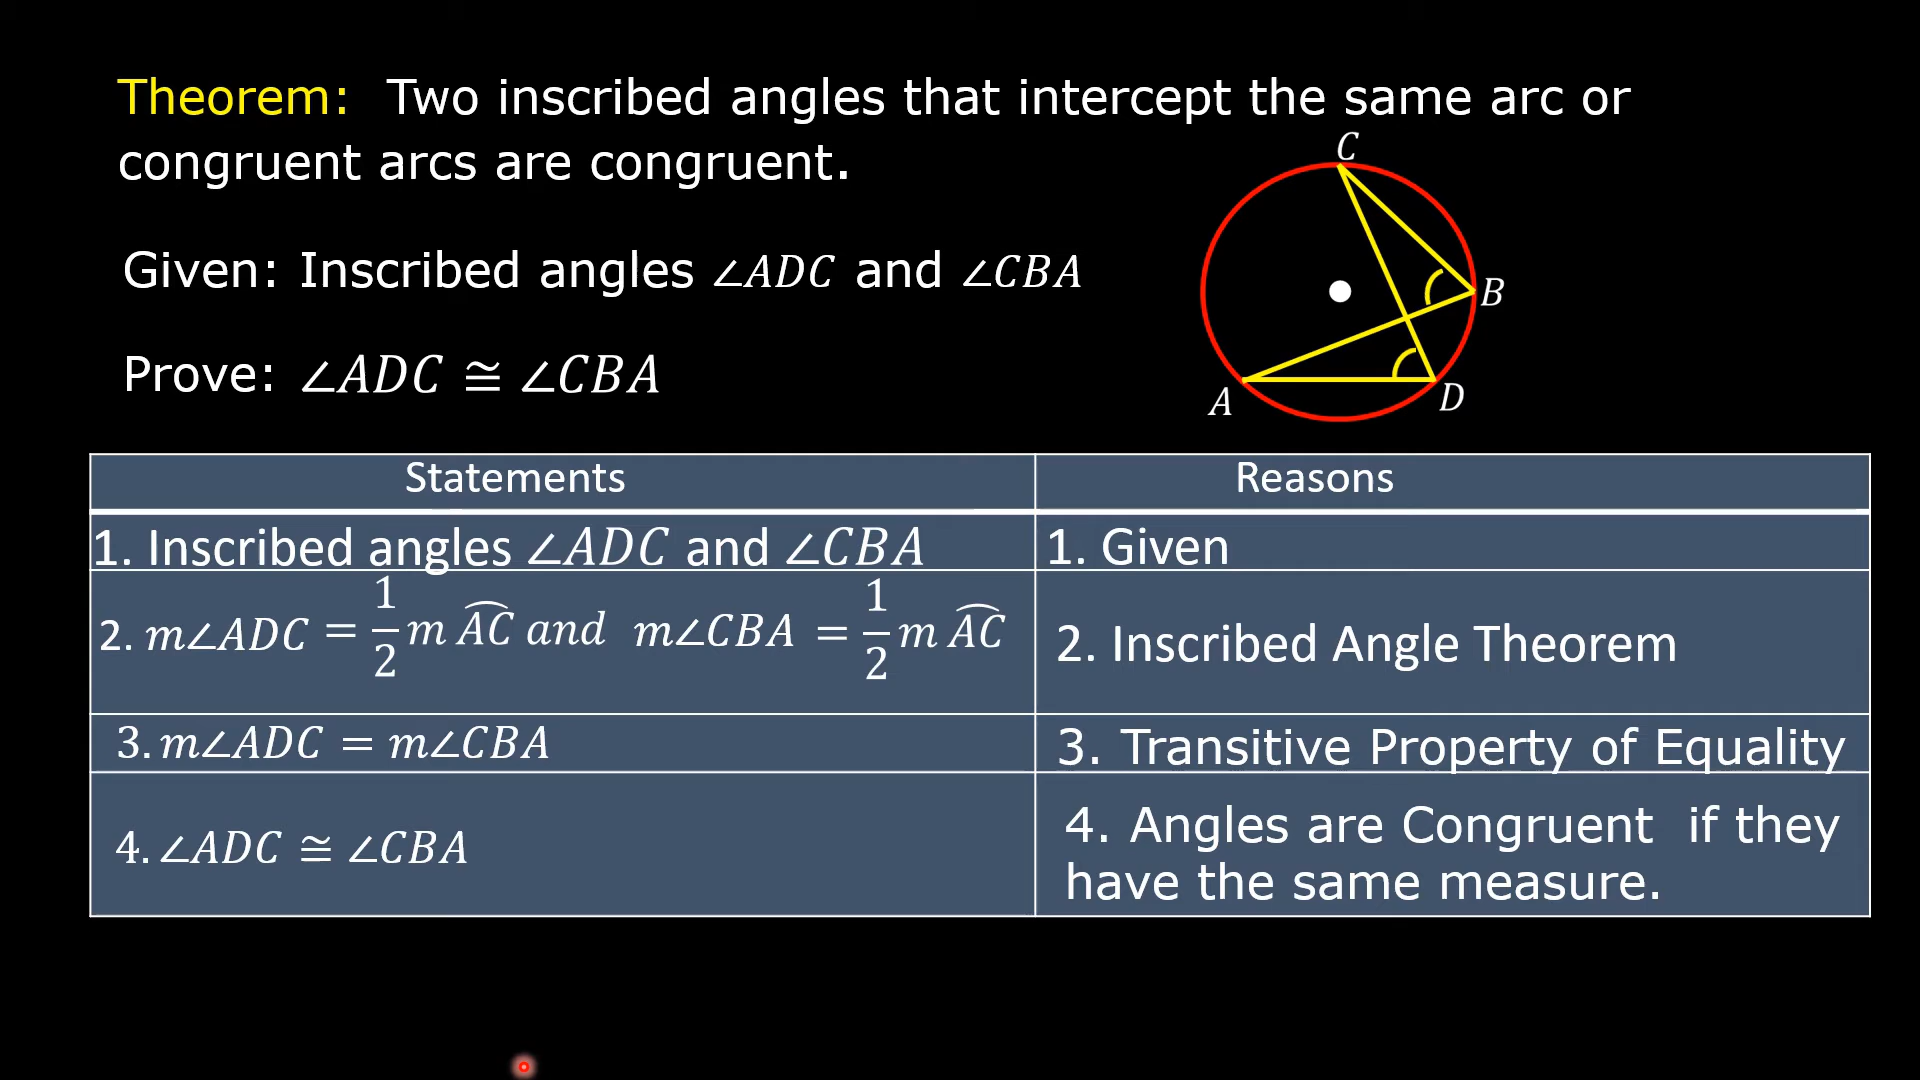 Theorem: Two inscribed angles that intercept the same arc or
congruent arcs are congruent.
C
Given: Inscribed angles ∠ADC and ∠CBA
B
Prove: ∠ADC ≅ ∠CBA
A
D
Statements
Reasons
1. Inscribed angles ∠ADC and ∠CBA
1. Given
2. m∠ADC = 1/2 m A͡C and m∠CBA = 1/2 m A͡C
2. Inscribed Angle Theorem
3. m∠ADC = m∠CBA
3. Transitive Property of Equality
4. ∠ADC ≅ ∠CBA
4. Angles are Congruent if they
have the same measure.